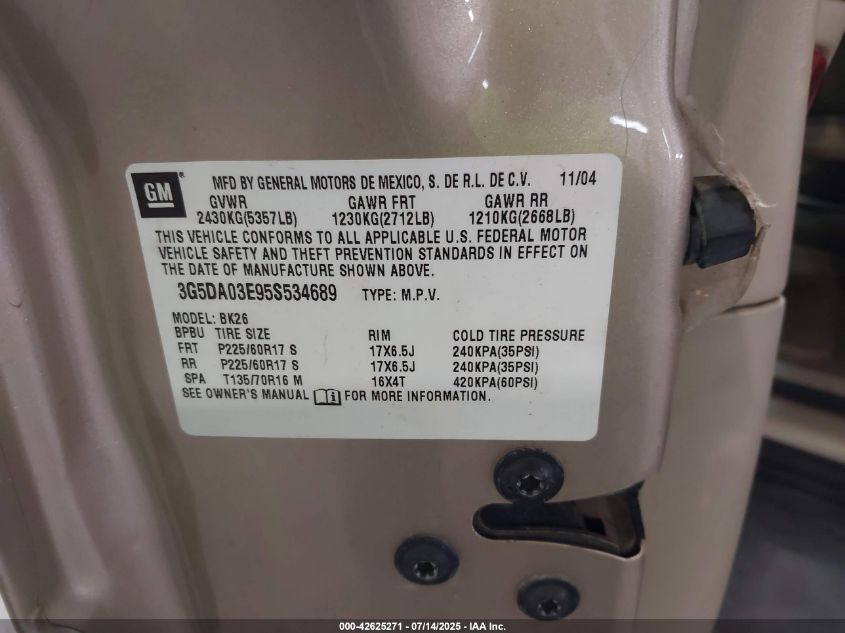 GM ® MFD BY GENERAL MOTORS DE MEXICO, S. DE R.L. DE C.V. 11/04
GVWR GAWR FRT GAWR RR
2430KG(5357LB) 1230KG(2712LB) 1210KG(2668LB)
THIS VEHICLE CONFORMS TO ALL APPLICABLE U.S. FEDERAL MOTOR
VEHICLE SAFETY AND THEFT PREVENTION STANDARDS IN EFFECT ON
THE DATE OF MANUFACTURE SHOWN ABOVE.
3G5DA03E95S534689 TYPE: M.P.V.
MODEL: BK26
BPBU TIRE SIZE RIM COLD TIRE PRESSURE
FRT P225/60R17 S 17X6.5J 240KPA(35PSI)
RR P225/60R17 S 17X6.5J 240KPA(35PSI)
SPA T135/70R16 M 16X4T 420KPA(60PSI)
SEE OWNER'S MANUAL FOR MORE INFORMATION.
000-42625271 | 07/14/2025 | IAA Inc.